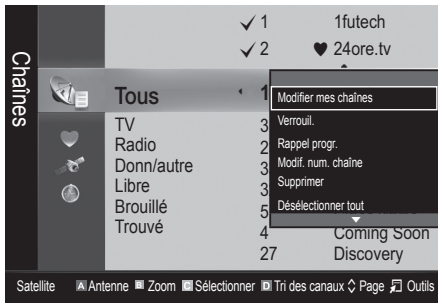 ✓ 1 1futech
✓ 2 ♥ 24ore.tv
Chaînes
Tous 1
TV 3
Radio 2
Donn/autre 3
Libre 3
Brouillé 5
Trouvé 4 Coming Soon
27 Discovery
Modifier mes chaînes
Verrouil.
Rappel progr.
Modif. num. chaîne
Supprimer
Désélectionner tout
Satellite A Antenne B Zoom C Sélectionner D Tri des canaux Page Outils